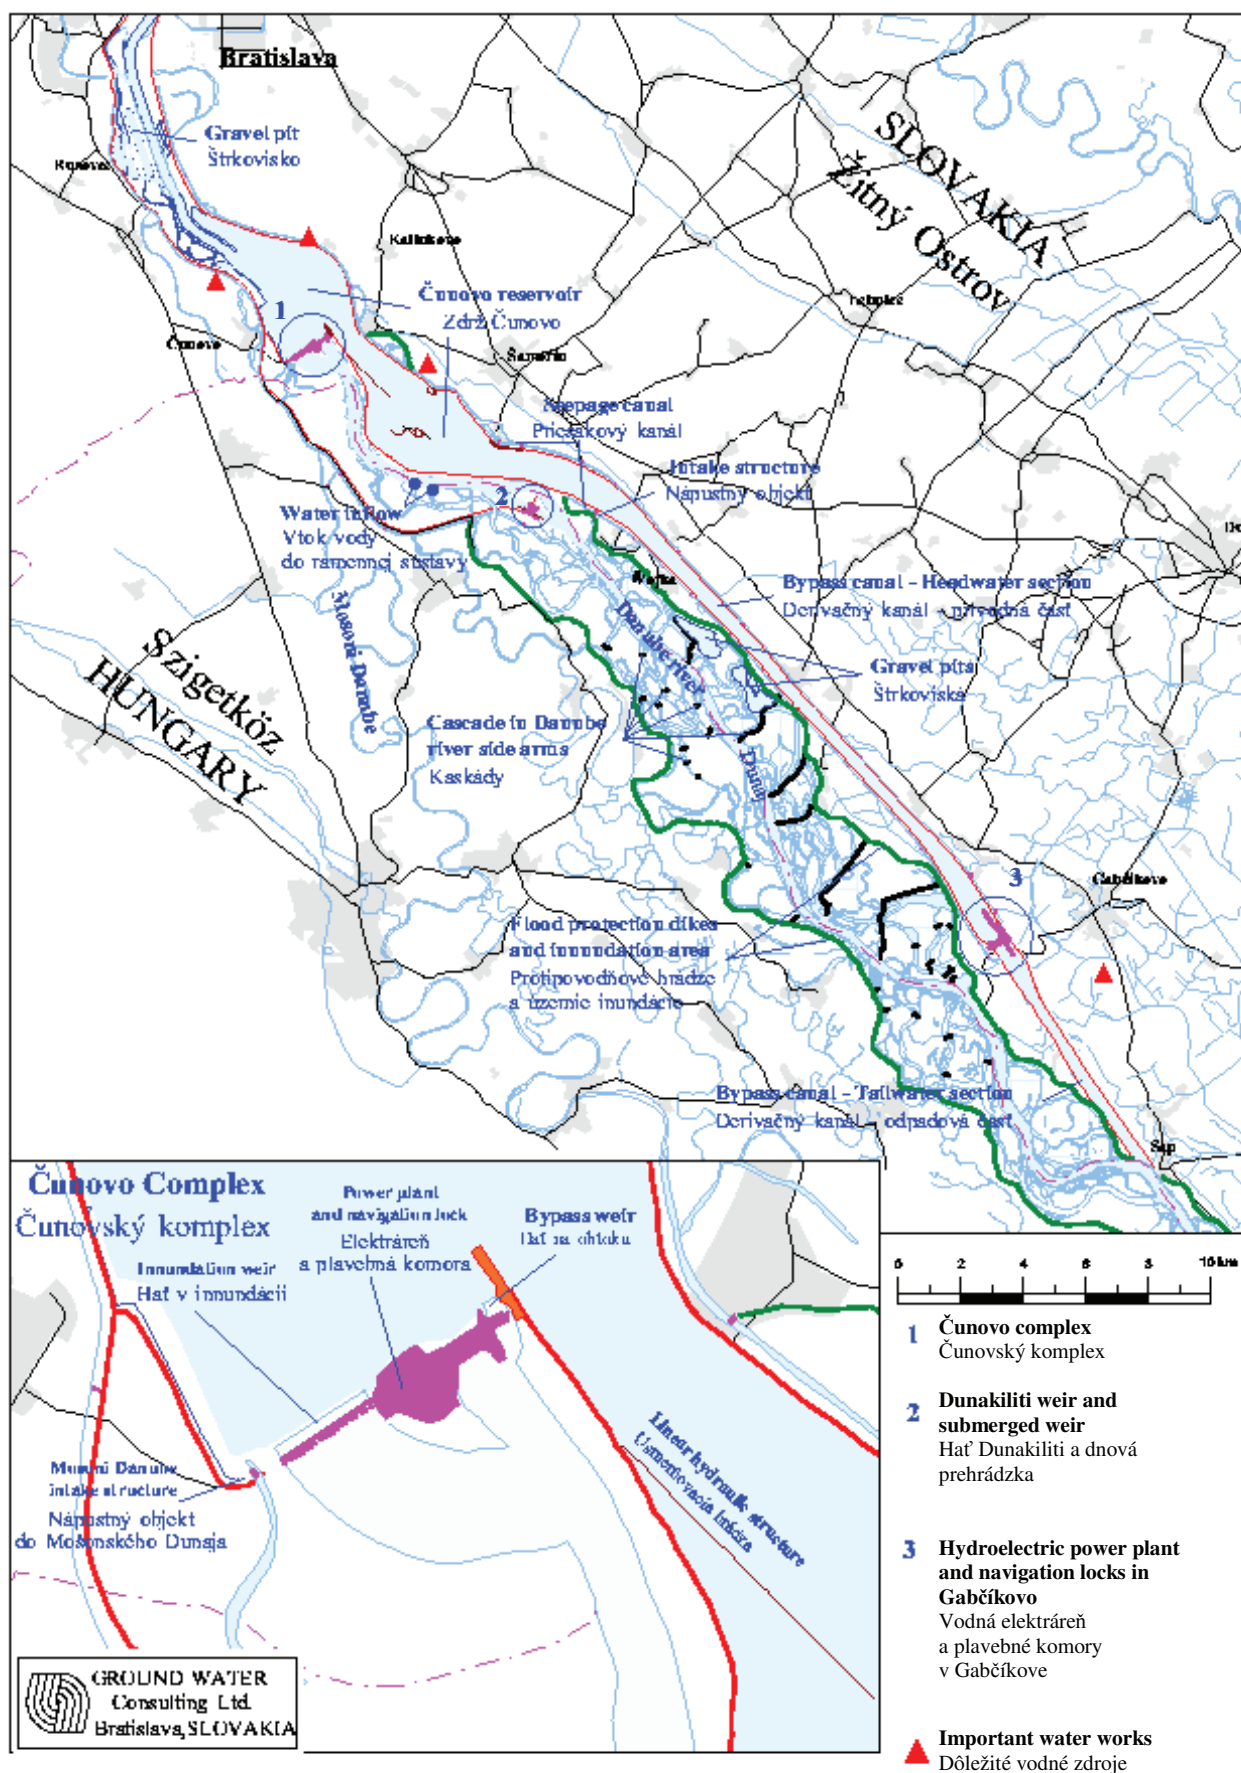 Bratislava
Gravel pit
Štrkovisko
SLOVAKIA
Žitný Ostrov
Kalinkovo
Čunovo reservoir
Zdrž Čunovo
1
Čunovo
Šamorín
Seepage canal
Priesakový kanál
Intake structure
Nápustný objekt
2
Water inflow
Vtok vody
do ramennej sústavy
Bypass canal - Headwater section
Derivačný kanál - prívodná časť
Mosoni Danube
Danube river
Gravel pits
Štrkoviská
Szigetköz
HUNGARY
Cascade in Danube
river side arms
Kaskády
Dunaj
3
Gabčíkovo
Flood protection dikes
and innundation area
Protipovodňové hrádze
a územie inundácie
Bypass canal - Tailwater section
Derivačný kanál - odpadová časť
Sap
Čunovo Complex
Čunovský komplex
Power plant
and navigation lock
Elektráreň
a plavebná komora
Bypass weir
Hať na obtoku
Innundation weir
Hať v innundácii
Mosoni Danube
intake structure
Nápustný objekt
do Mošonského Dunaja
Linear hydraulic structure
Usmerňovacia hrádza
GROUND WATER
Consulting Ltd.
Bratislava, SLOVAKIA
0 2 4 6 8 10 km
1 Čunovo complex
Čunovský komplex
2 Dunakiliti weir and
submerged weir
Hať Dunakiliti a dnová
prehrádzka
3 Hydroelectric power plant
and navigation locks in
Gabčíkovo
Vodná elektráreň
a plavebné komory
v Gabčíkove
Important water works
Dôležité vodné zdroje